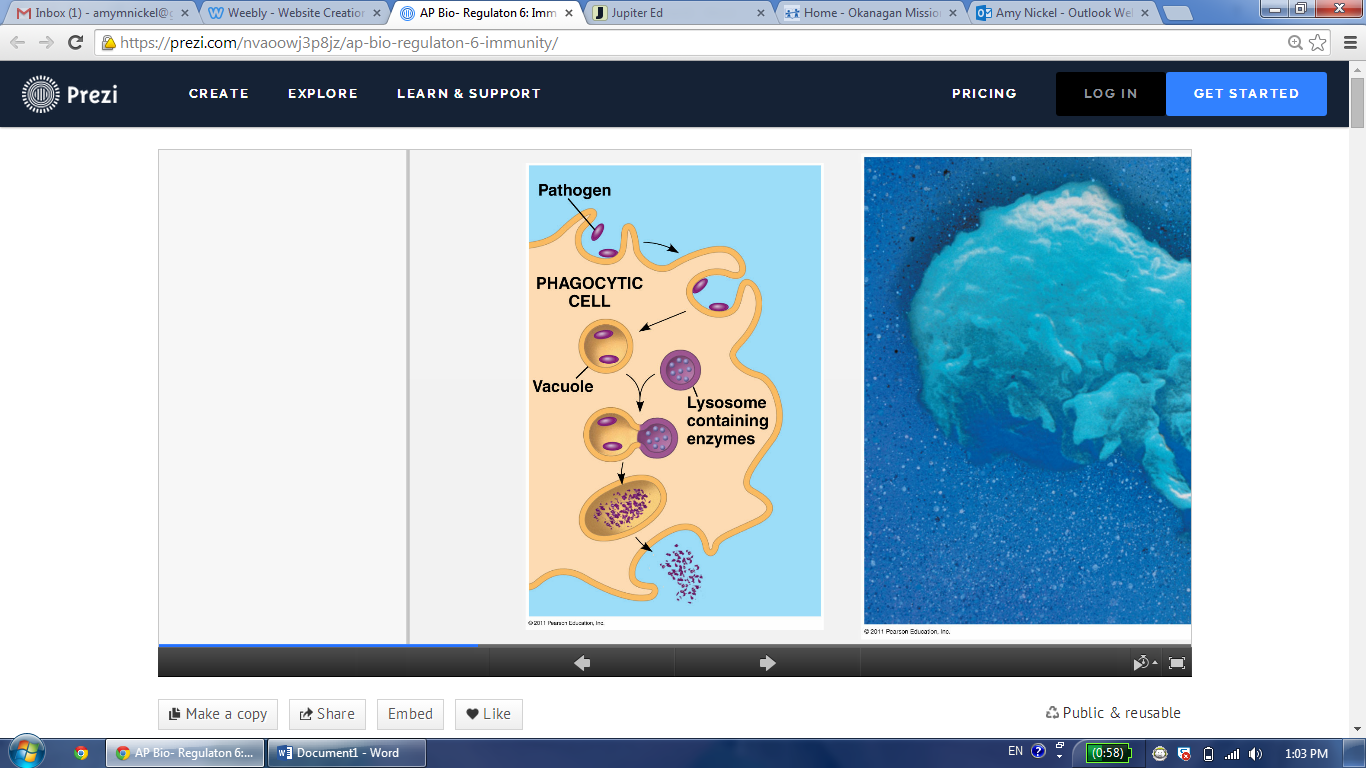 Inbox (1) - amymnickel@g
Weebly - Website Creation
AP Bio- Regulaton 6: Imm
Jupiter Ed
Home - Okanagan Mission
Amy Nickel - Outlook Wel
https://prezi.com/nvaoowj3p8jz/ap-bio-regulaton-6-immunity/
Prezi
CREATE
EXPLORE
LEARN & SUPPORT
PRICING
LOG IN
GET STARTED
Pathogen
PHAGOCYTIC
CELL
Vacuole
Lysosome
containing
enzymes
© 2011 Pearson Education, Inc.
© 2011 Pearson Education, Inc.
Make a copy
Share
Embed
Like
Public & reusable
AP Bio- Regulaton 6:...
Document1 - Word
EN
(0:58)
1:03 PM